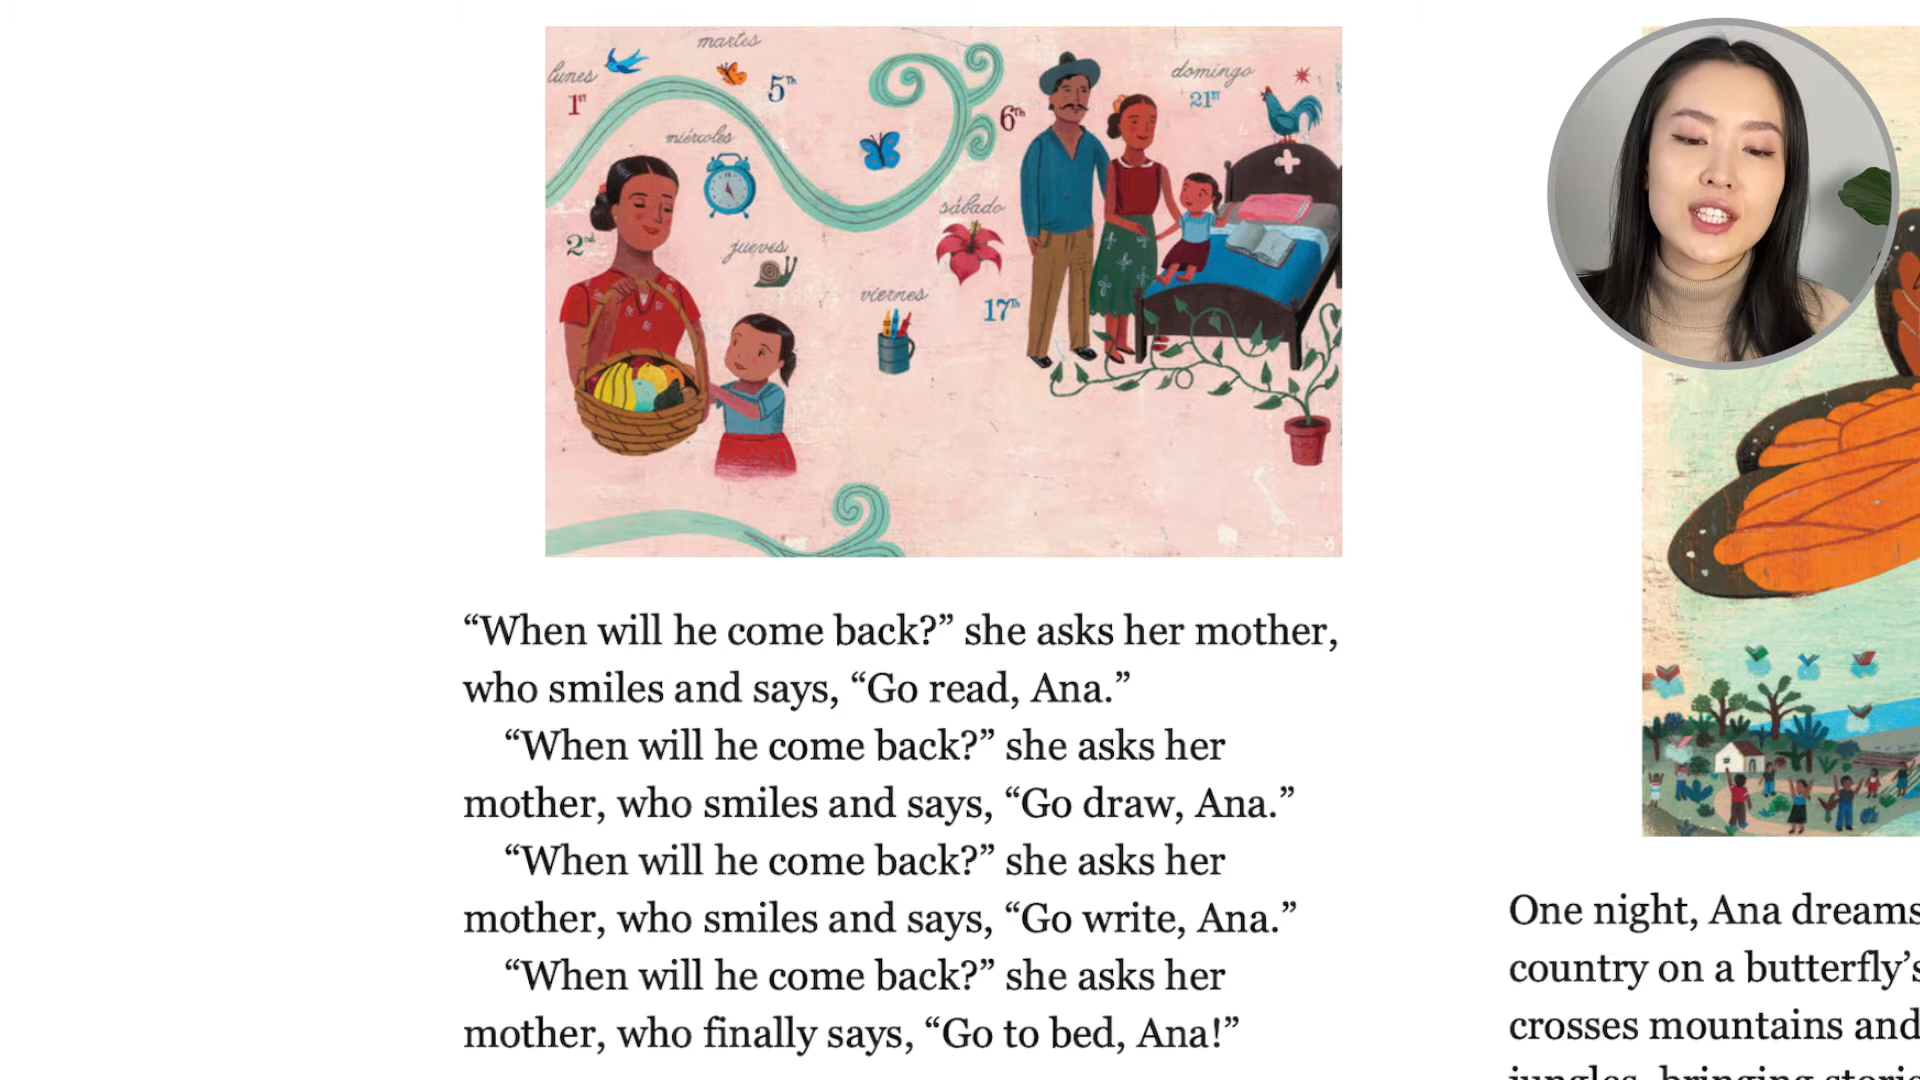 martes
lunes
1ST
5Th
miércoles
2nd
jueves
viernes
sábado
6Th
17Th
domingo
21ST
“When will he come back?” she asks her mother,
who smiles and says, “Go read, Ana.”
“When will he come back?” she asks her
mother, who smiles and says, “Go draw, Ana.”
“When will he come back?” she asks her
mother, who smiles and says, “Go write, Ana.”
“When will he come back?” she asks her
mother, who finally says, “Go to bed, Ana!”
One night, Ana dreams
country on a butterfly’s
crosses mountains and